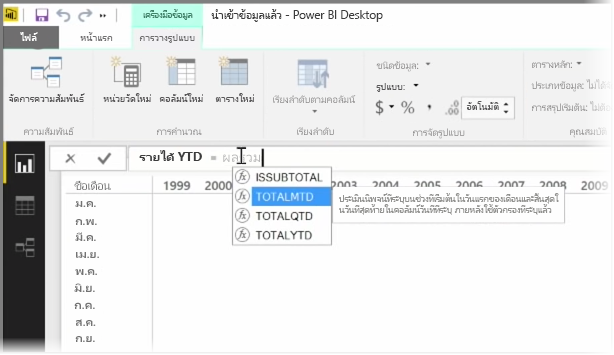 เครื่องมือข้อมูล นำเข้าข้อมูลแล้ว - Power BI Desktop
ไฟล์ หน้าแรก การวางรูปแบบ
จัดการความสัมพันธ์ หน่วยวัดใหม่ คอลัมน์ใหม่ ตารางใหม่ เรียงลำดับตามคอลัมน์
ชนิดข้อมูล:
รูปแบบ:
$ % , .00 อัตโนมัติ
ตารางหลัก:
ประเภทข้อมูล:
การสรุปเริ่มต้น:
ความสัมพันธ์ การคำนวณ เรียงลำดับ การจัดรูปแบบ คุณสมบัติ
รายได้ YTD = ผลรวม
ชื่อเดือน 1999 2000 2003 2004 2005 2006 2007 2008 2009
ISSUBTOTAL
TOTALMTD
TOTALQTD
TOTALYTD
ประเมินนิพจน์ที่ระบุบนช่วงที่เริ่มต้นในวันแรกของเดือนและสิ้นสุดใ
นวันที่สุดท้ายในคอลัมน์วันที่ที่ระบุ ภายหลังใช้ตัวกรองที่ระบุแล้ว
ม.ค.
ก.พ.
มี.ค.
เม.ย.
พ.ค.
มิ.ย.
ก.ค.
ส.ค.
ก.ย.